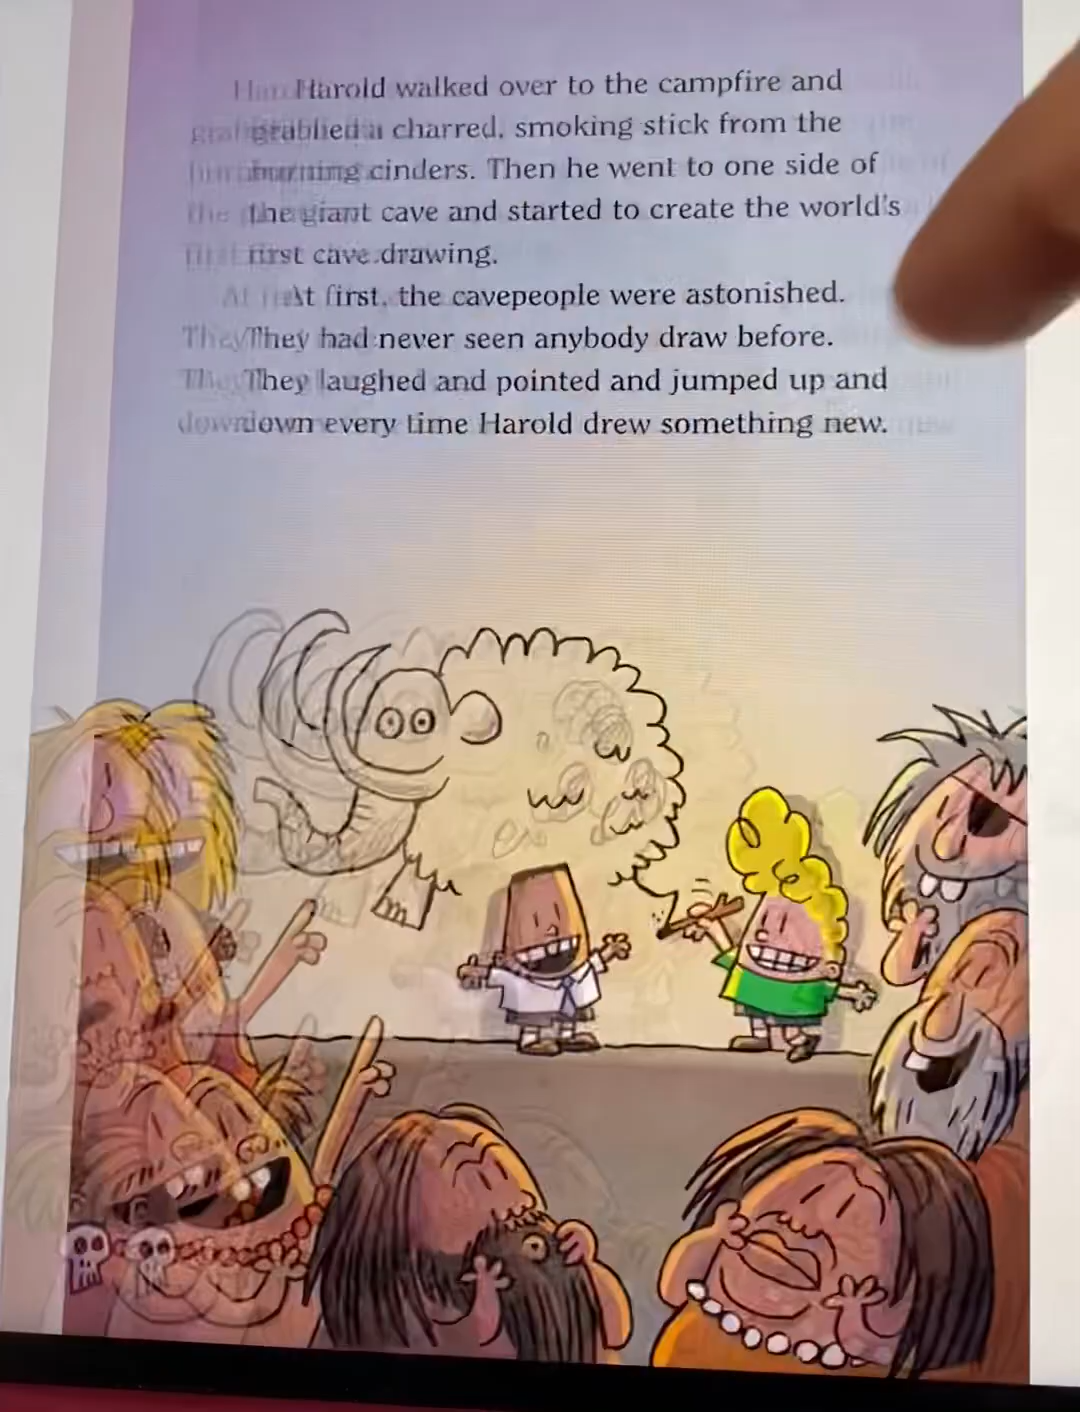 Harold walked over to the campfire and
grabbed a charred, smoking stick from the
burning cinders. Then he went to one side of
the giant cave and started to create the world's
first cave drawing.
At first, the cavepeople were astonished.
They had never seen anybody draw before.
They laughed and pointed and jumped up and
down every time Harold drew something new.